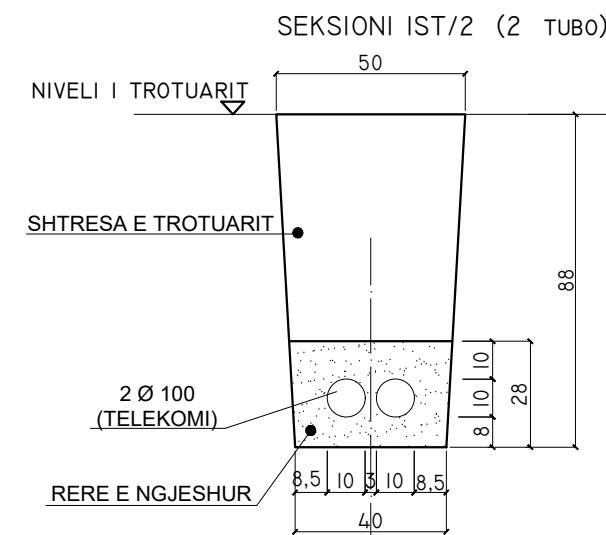 SEKSIONI IST/2 (2 TUBO)
50
NIVELI I TROTUARIT
SHTRESA E TROTUARIT
88
10
10
8
28
2 Ø 100
(TELEKOMI)
RERE E NGJESHUR
8,5 10 3 10 8,5
40